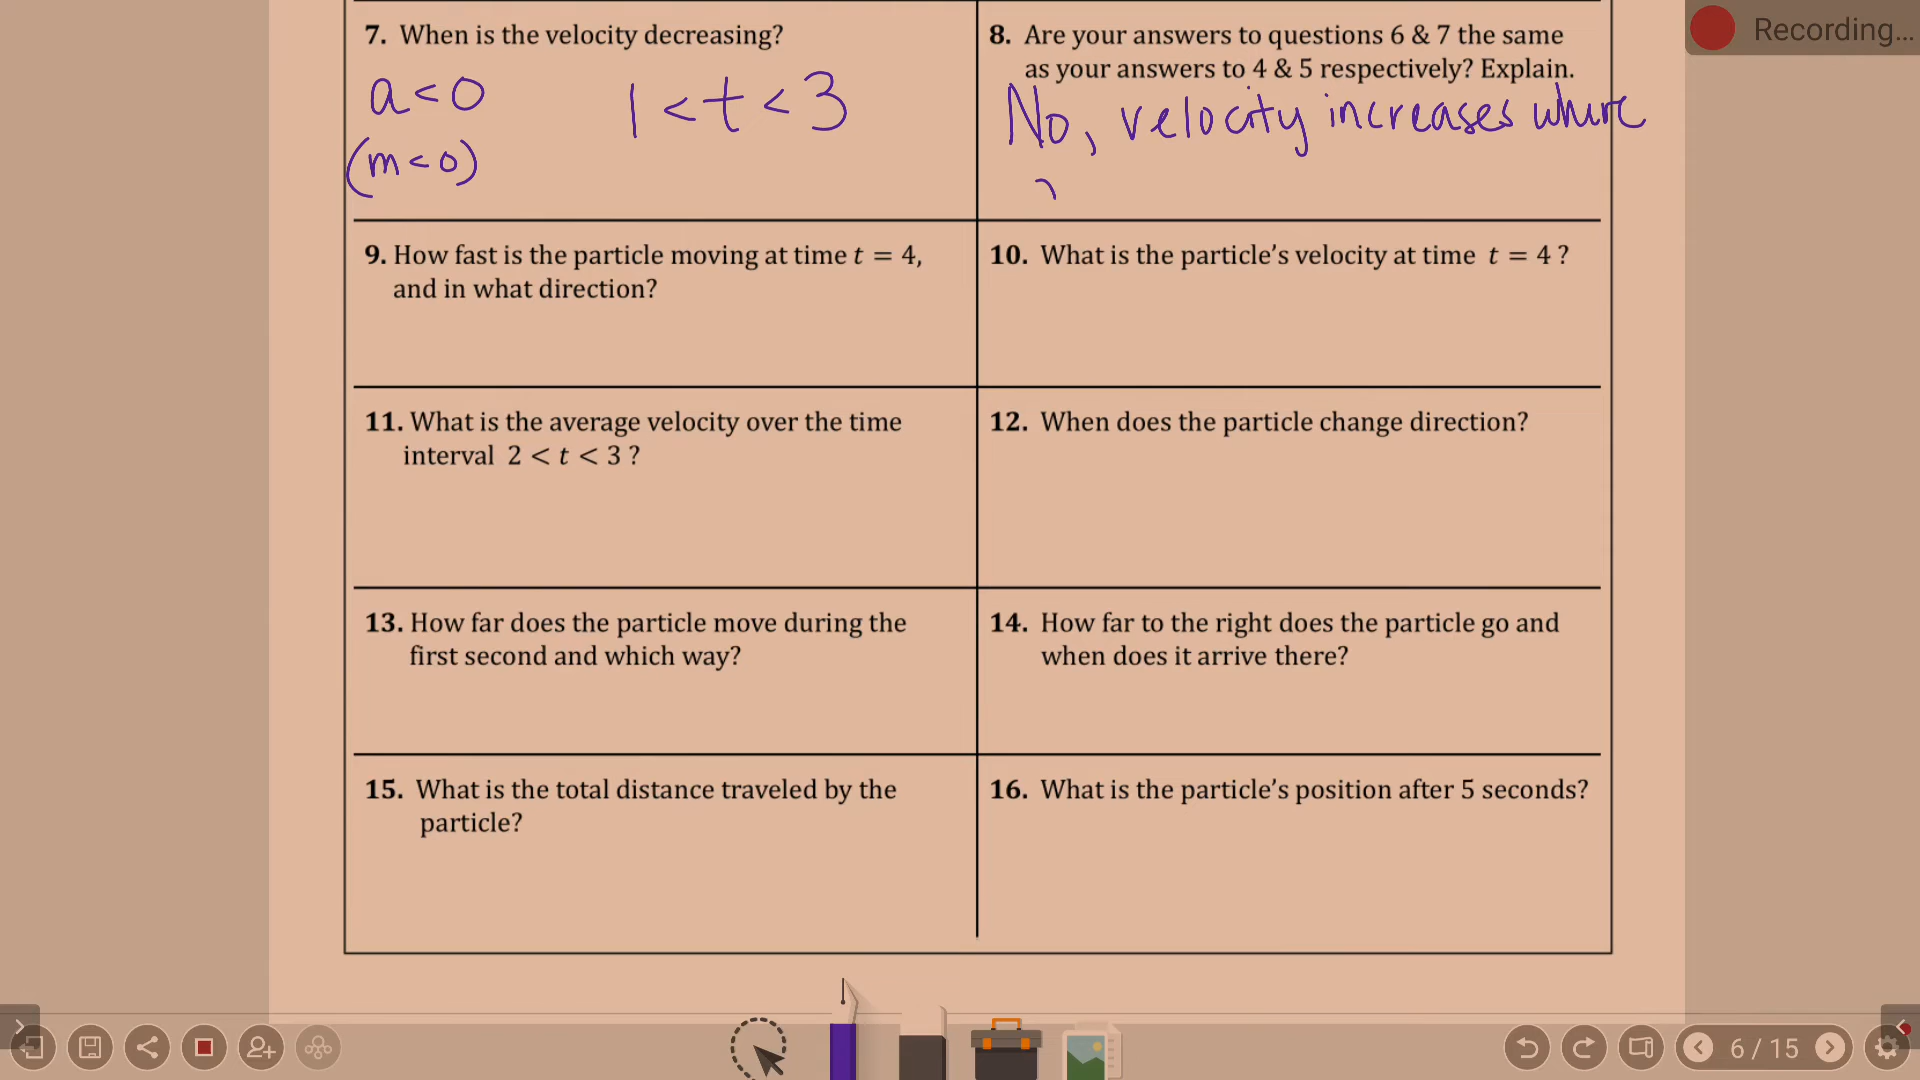 Recording...
7. When is the velocity decreasing?
a < 0
1 < t < 3
(m < 0)
8. Are your answers to questions 6 & 7 the same
as your answers to 4 & 5 respectively? Explain.
No, velocity increases where
9. How fast is the particle moving at time t = 4,
and in what direction?
10. What is the particle's velocity at time t = 4 ?
11. What is the average velocity over the time
interval 2 < t < 3 ?
12. When does the particle change direction?
13. How far does the particle move during the
first second and which way?
14. How far to the right does the particle go and
when does it arrive there?
15. What is the total distance traveled by the
particle?
16. What is the particle's position after 5 seconds?
6 / 15